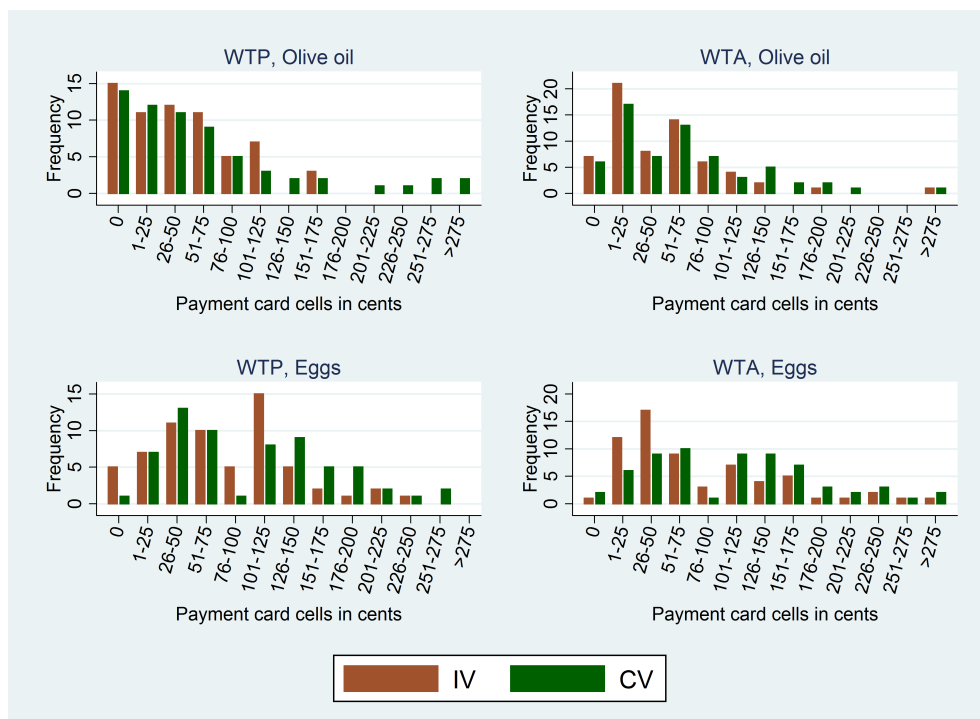 WTP, Olive oil
Frequency
0 5 10 15
0 1-25 26-50 51-75 76-100 101-125 126-150 151-175 176-200 201-225 226-250 251-275 >275
Payment card cells in cents
WTA, Olive oil
Frequency
0 5 10 15 20
0 1-25 26-50 51-75 76-100 101-125 126-150 151-175 176-200 201-225 226-250 251-275 >275
Payment card cells in cents
WTP, Eggs
Frequency
0 5 10 15
0 1-25 26-50 51-75 76-100 101-125 126-150 151-175 176-200 201-225 226-250 251-275 >275
Payment card cells in cents
WTA, Eggs
Frequency
0 5 10 15 20
0 1-25 26-50 51-75 76-100 101-125 126-150 151-175 176-200 201-225 226-250 251-275 >275
Payment card cells in cents
IV CV